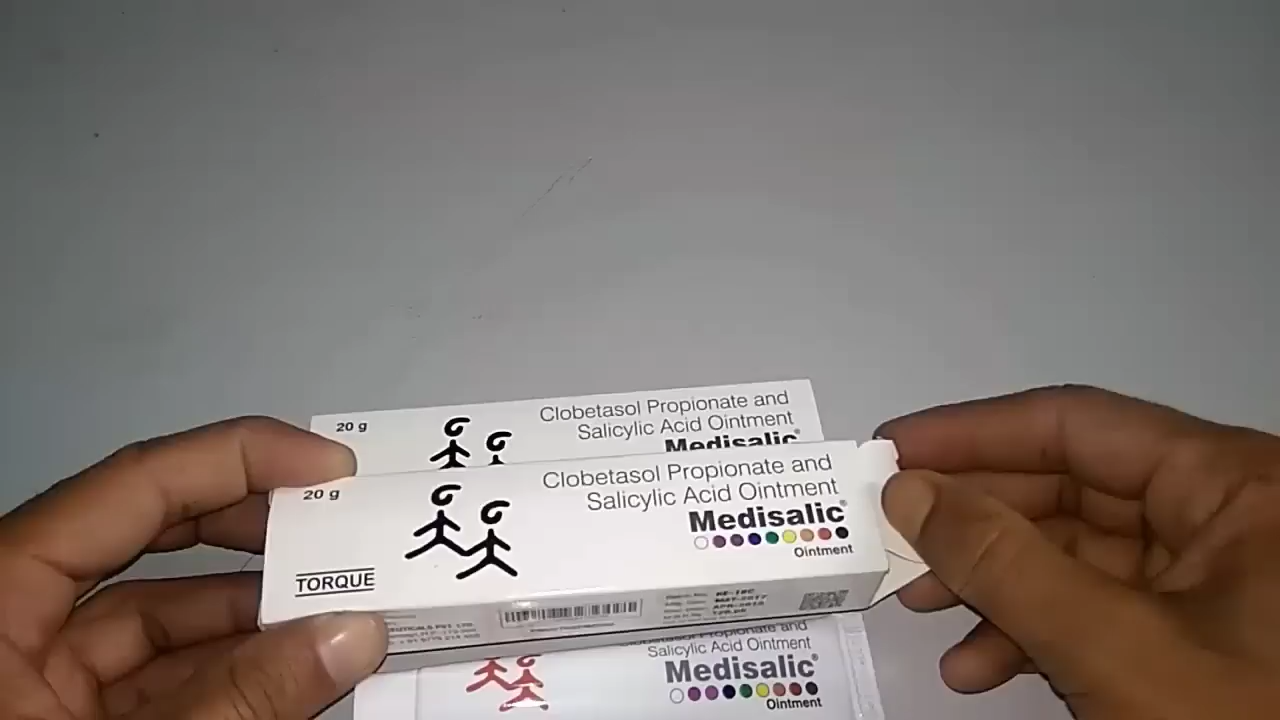 20 g
Clobetasol Propionate and
Salicylic Acid Ointment
Medisalic®
20 g
Clobetasol Propionate and
Salicylic Acid Ointment
Medisalic®
Ointment
TORQUE
Clobetasol Propionate and
Salicylic Acid Ointment
Medisalic®
Ointment